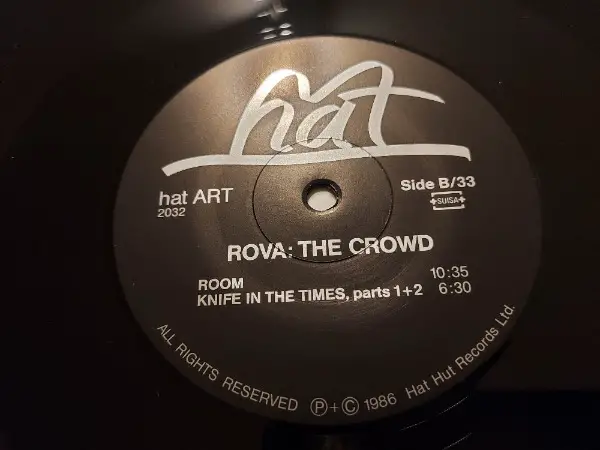 hat
hat ART
2032
Side B/33
SUISA
ROVA: THE CROWD
ROOM 10:35
KNIFE IN THE TIMES, parts 1+2 6:30
ALL RIGHTS RESERVED Ⓟ+© 1986 Hat Hut Records Ltd.